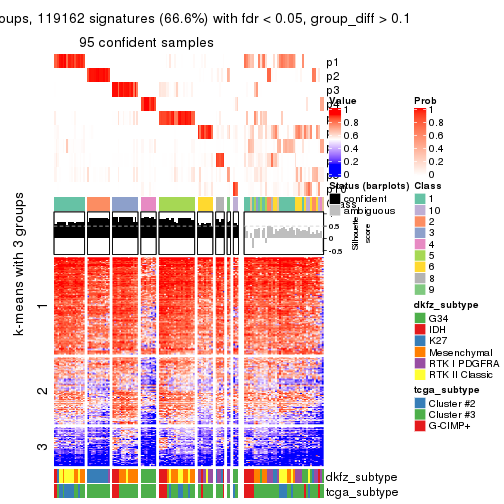 oups, 119162 signatures (66.6%) with fdr < 0.05, group_diff > 0.1
95 confident samples
p1
p2
p3
Value
1
0.8
0.6
0.4
0.2
0
Prob
1
0.8
0.6
0.4
0.2
0
Status (barplots)
confident
ambiguous
Class
1
10
2
3
4
5
6
8
9
0.5
0
-0.5
Silhouette
score
k-means with 3 groups
1
2
3
dkfz_subtype
G34
IDH
K27
Mesenchymal
RTK I PDGFRA
RTK II Classic
tcga_subtype
Cluster #2
Cluster #3
G-CIMP+
dkfz_subtype
tcga_subtype